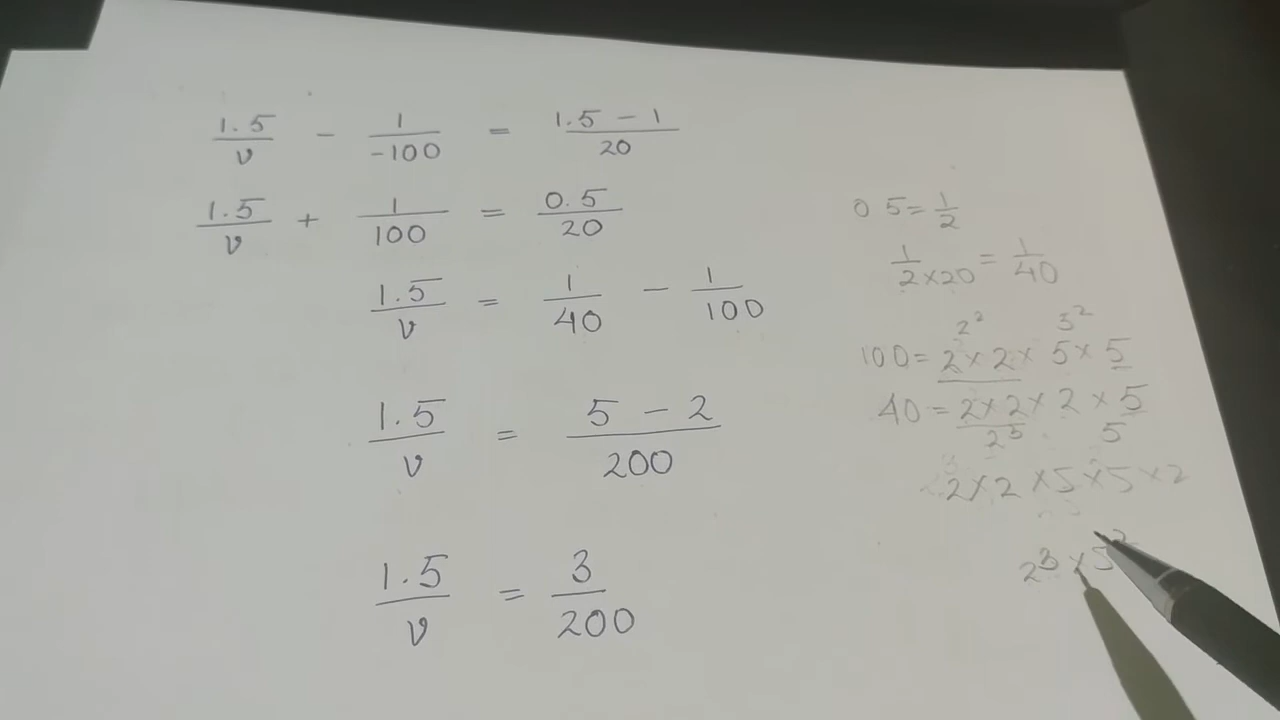 1.5/v - 1/-100 = 1.5 - 1/20
1.5/v + 1/100 = 0.5/20
1.5/v = 1/40 - 1/100
1.5/v = 5 - 2/200
1.5/v = 3/200
0 5 = 1/2
1/2×20 = 1/40
2² 5²
100 = 2×2× 5× 5
40 = 2×2× 2 × 5
2⁵ 5
2×2 ×5×5 ×2
2³ × 5²